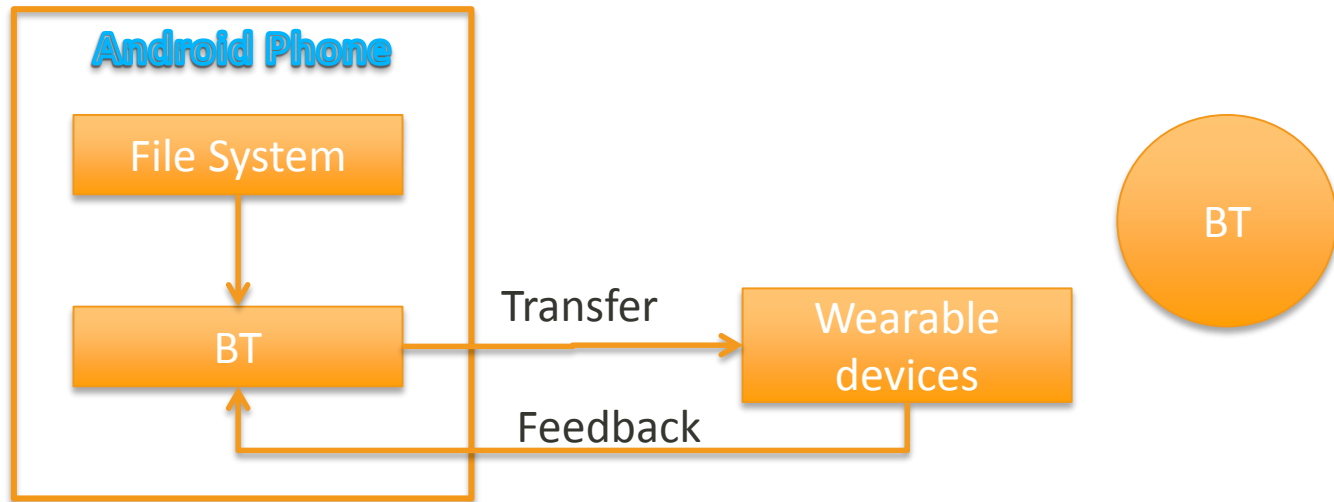 Android Phone
File System
BT
BT
Transfer
Wearable
devices
Feedback